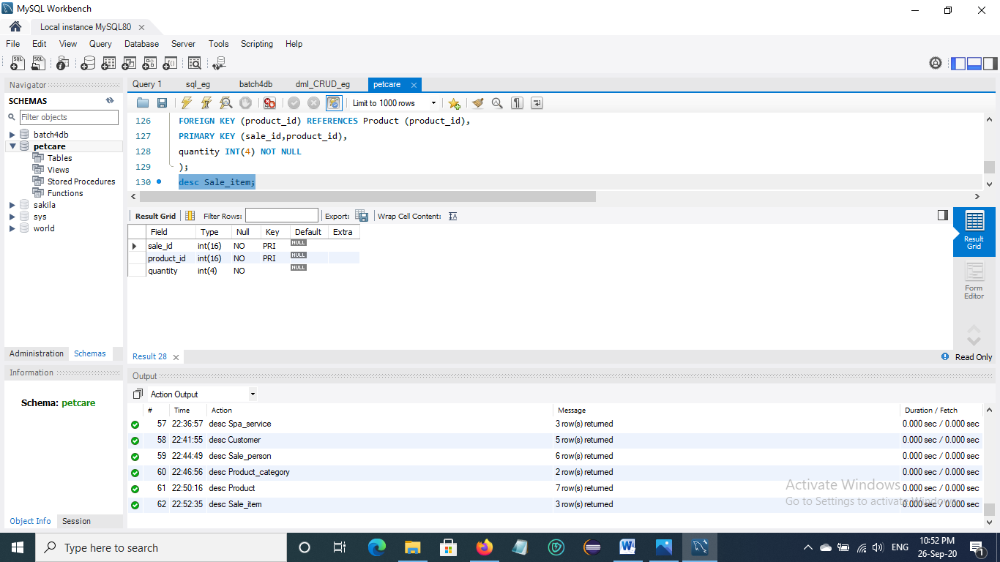 MySQL Workbench
Local instance MySQL80
File Edit View Query Database Server Tools Scripting Help
Navigator
SCHEMAS
Filter objects
batch4db
petcare
Tables
Views
Stored Procedures
Functions
sakila
sys
world
Administration Schemas
Information
Schema: petcare
Object Info Session
Query 1 sql_eg batch4db dml_CRUD_eg petcare
Limit to 1000 rows
126 FOREIGN KEY (product_id) REFERENCES Product (product_id),
127 PRIMARY KEY (sale_id,product_id),
128 quantity INT(4) NOT NULL
129 );
130 desc Sale_item;
Result Grid Filter Rows: Export: Wrap Cell Content:
Field Type Null Key Default Extra
sale_id int(16) NO PRI NULL
product_id int(16) NO PRI NULL
quantity int(4) NO NULL
Result Grid
Form Editor
Result 28
Read Only
Output
Action Output
# Time Action Message Duration / Fetch
57 22:36:57 desc Spa_service 3 row(s) returned 0.000 sec / 0.000 sec
58 22:41:55 desc Customer 5 row(s) returned 0.000 sec / 0.000 sec
59 22:44:49 desc Sale_person 6 row(s) returned 0.000 sec / 0.000 sec
60 22:46:56 desc Product_category 2 row(s) returned 0.000 sec / 0.000 sec
61 22:50:16 desc Product 7 row(s) returned 0.000 sec / 0.000 sec
62 22:52:35 desc Sale_item 3 row(s) returned 0.000 sec / 0.000 sec
Activate Windows
Go to Settings to activate Windows.
Type here to search
ENG
10:52 PM
26-Sep-20
1